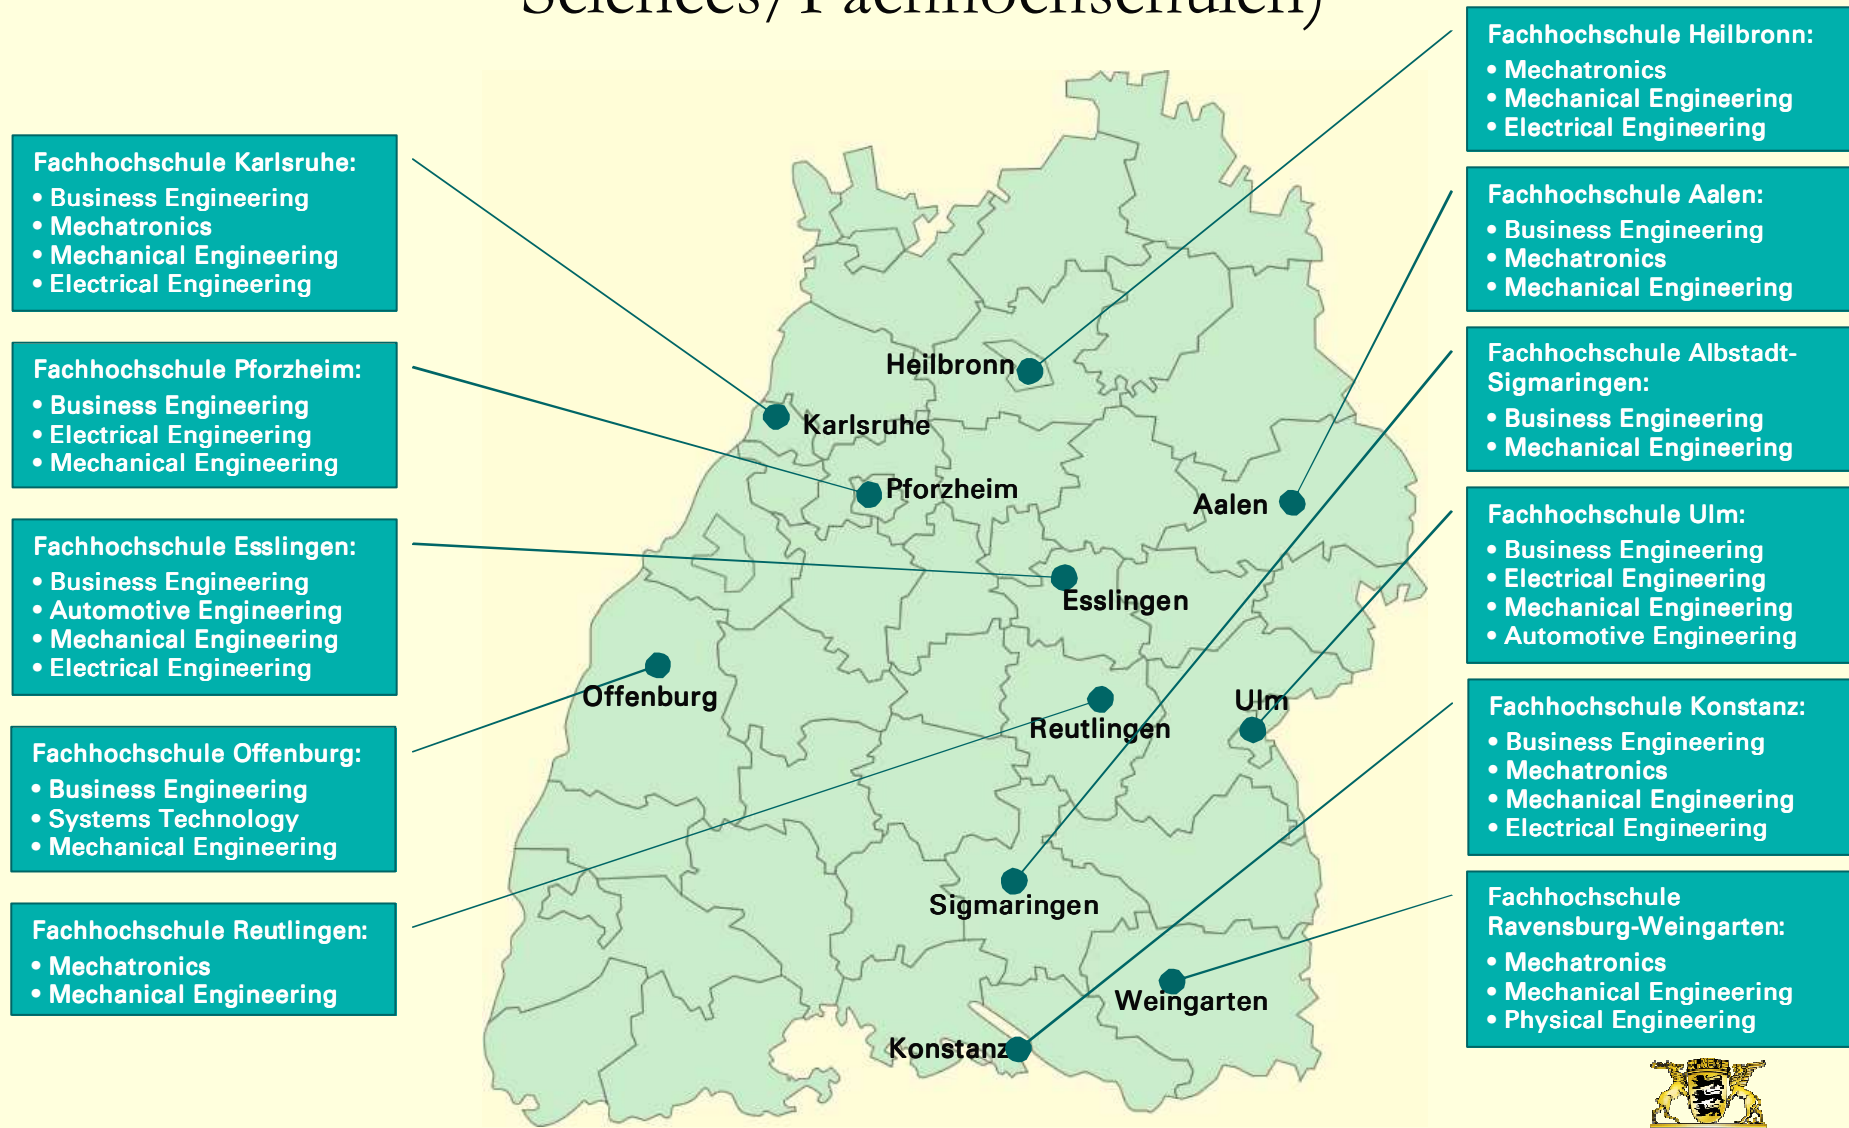 Sciences/Fachhochschulen)
Fachhochschule Karlsruhe:
• Business Engineering
• Mechatronics
• Mechanical Engineering
• Electrical Engineering
Fachhochschule Pforzheim:
• Business Engineering
• Electrical Engineering
• Mechanical Engineering
Fachhochschule Esslingen:
• Business Engineering
• Automotive Engineering
• Mechanical Engineering
• Electrical Engineering
Fachhochschule Offenburg:
• Business Engineering
• Systems Technology
• Mechanical Engineering
Fachhochschule Reutlingen:
• Mechatronics
• Mechanical Engineering
Heilbronn
Karlsruhe
Pforzheim
Aalen
Esslingen
Offenburg
Ulm
Reutlingen
Sigmaringen
Weingarten
Konstanz
Fachhochschule Heilbronn:
• Mechatronics
• Mechanical Engineering
• Electrical Engineering
Fachhochschule Aalen:
• Business Engineering
• Mechatronics
• Mechanical Engineering
Fachhochschule Albstadt-
Sigmaringen:
• Business Engineering
• Mechanical Engineering
Fachhochschule Ulm:
• Business Engineering
• Electrical Engineering
• Mechanical Engineering
• Automotive Engineering
Fachhochschule Konstanz:
• Business Engineering
• Mechatronics
• Mechanical Engineering
• Electrical Engineering
Fachhochschule
Ravensburg-Weingarten:
• Mechatronics
• Mechanical Engineering
• Physical Engineering